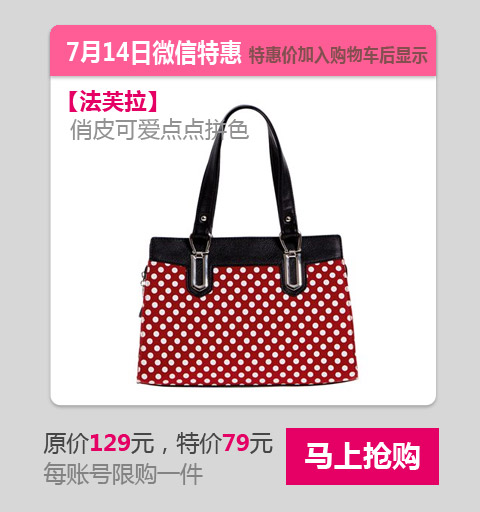 7月14日微信特惠 特惠价加入购物车后显示
【法芙拉】
俏皮可爱点点拼色
原价129元，特价79元
每账号限购一件
马上抢购